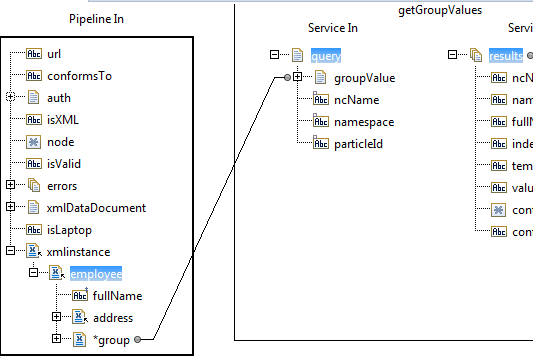 Pipeline In
url
conformsTo
auth
isXML
node
isValid
errors
xmlDataDocument
isLaptop
xmlinstance
employee
fullName
address
*group
getGroupValues
Service In
query
groupValue
ncName
namespace
particleId
results